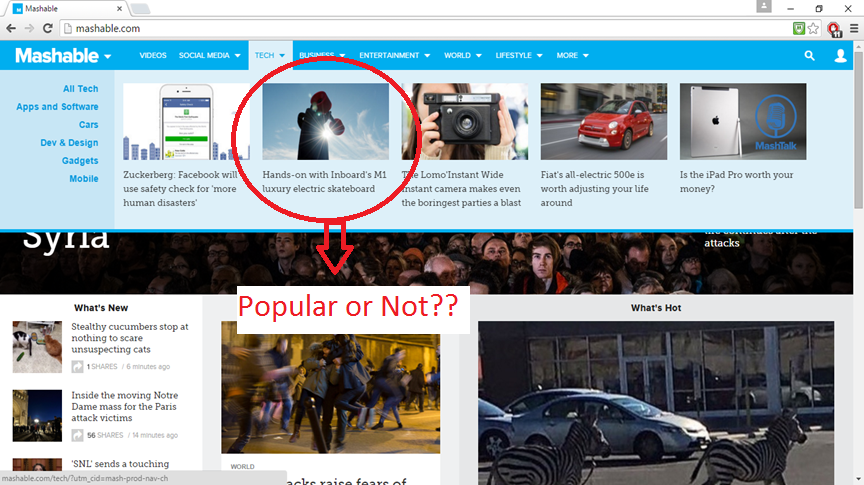 Mashable
mashable.com
Mashable
VIDEOS SOCIAL MEDIA TECH BUSINESS ENTERTAINMENT WORLD LIFESTYLE MORE
All Tech
Apps and Software
Cars
Dev & Design
Gadgets
Mobile
Zuckerberg: Facebook will
use safety check for 'more
human disasters'
Hands-on with Inboard's M1
luxury electric skateboard
The Lomo'Instant Wide
instant camera makes even
the boringest parties a blast
Fiat's all-electric 500e is
worth adjusting your life
around
MashTalk
Is the iPad Pro worth your
money?
Syria
attacks
Popular or Not??
What's New
Stealthy cucumbers stop at
nothing to scare
unsuspecting cats
1 SHARES / 6 minutes ago
Inside the moving Notre
Dame mass for the Paris
attack victims
56 SHARES / 14 minutes ago
'SNL' sends a touching
WORLD
raise fears of
What's Hot
mashable.com/tech/?utm_cid=mash-prod-nav-ch